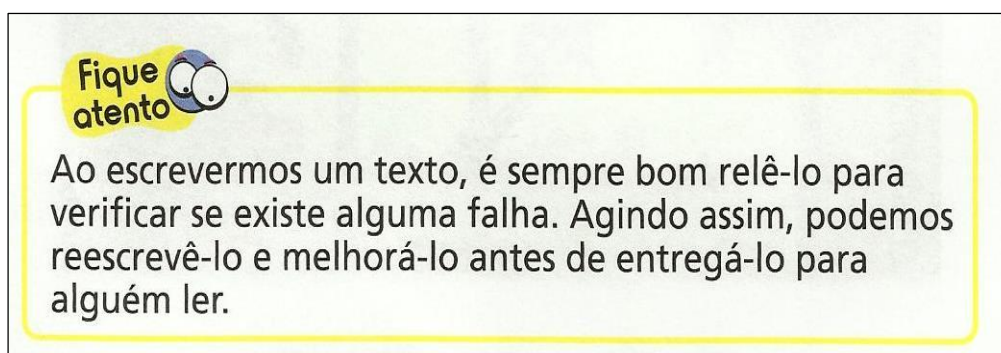 Fique
atento
Ao escrevermos um texto, é sempre bom relê-lo para
verificar se existe alguma falha. Agindo assim, podemos
reescrevê-lo e melhorá-lo antes de entregá-lo para
alguém ler.